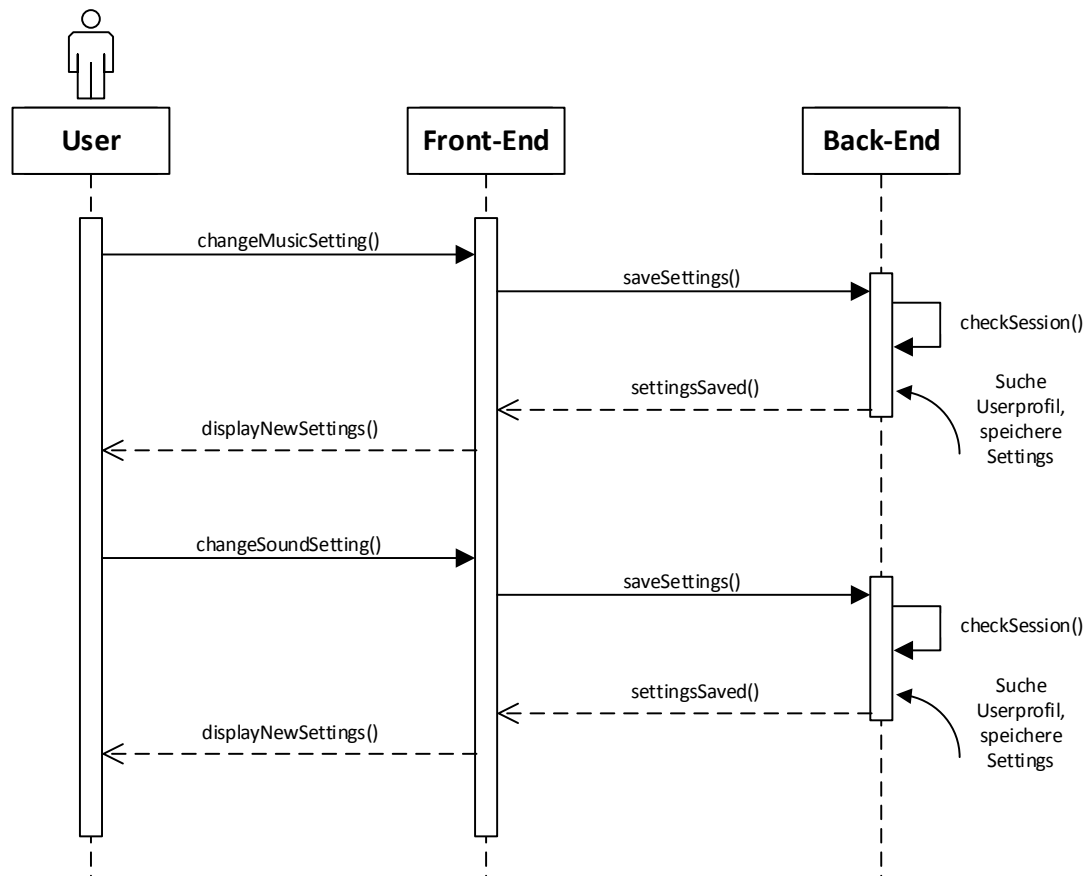 User
Front-End
Back-End
changeMusicSetting()
saveSettings()
checkSession()
settingsSaved()
Suche
Userprofil,
speichere
Settings
displayNewSettings()
changeSoundSetting()
saveSettings()
checkSession()
settingsSaved()
Suche
Userprofil,
speichere
Settings
displayNewSettings()